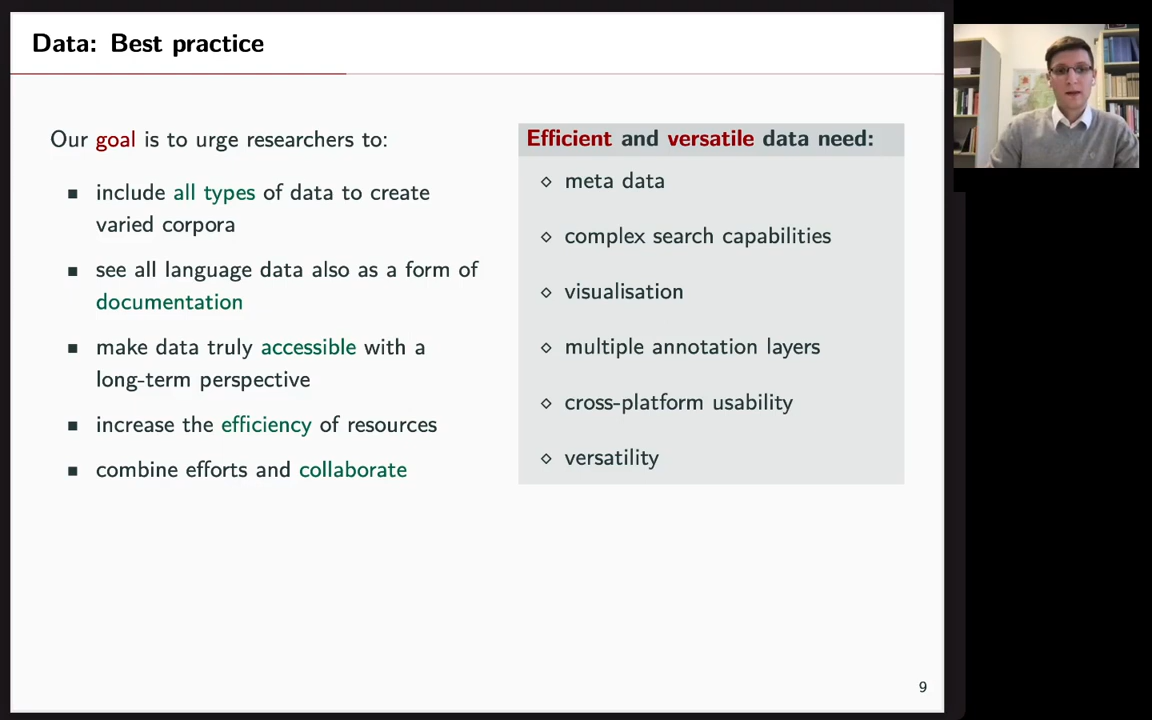 Data: Best practice
Our goal is to urge researchers to:
■ include all types of data to create
varied corpora
■ see all language data also as a form of
documentation
■ make data truly accessible with a
long-term perspective
■ increase the efficiency of resources
■ combine efforts and collaborate
Efficient and versatile data need:
⋄ meta data
⋄ complex search capabilities
⋄ visualisation
⋄ multiple annotation layers
⋄ cross-platform usability
⋄ versatility
9